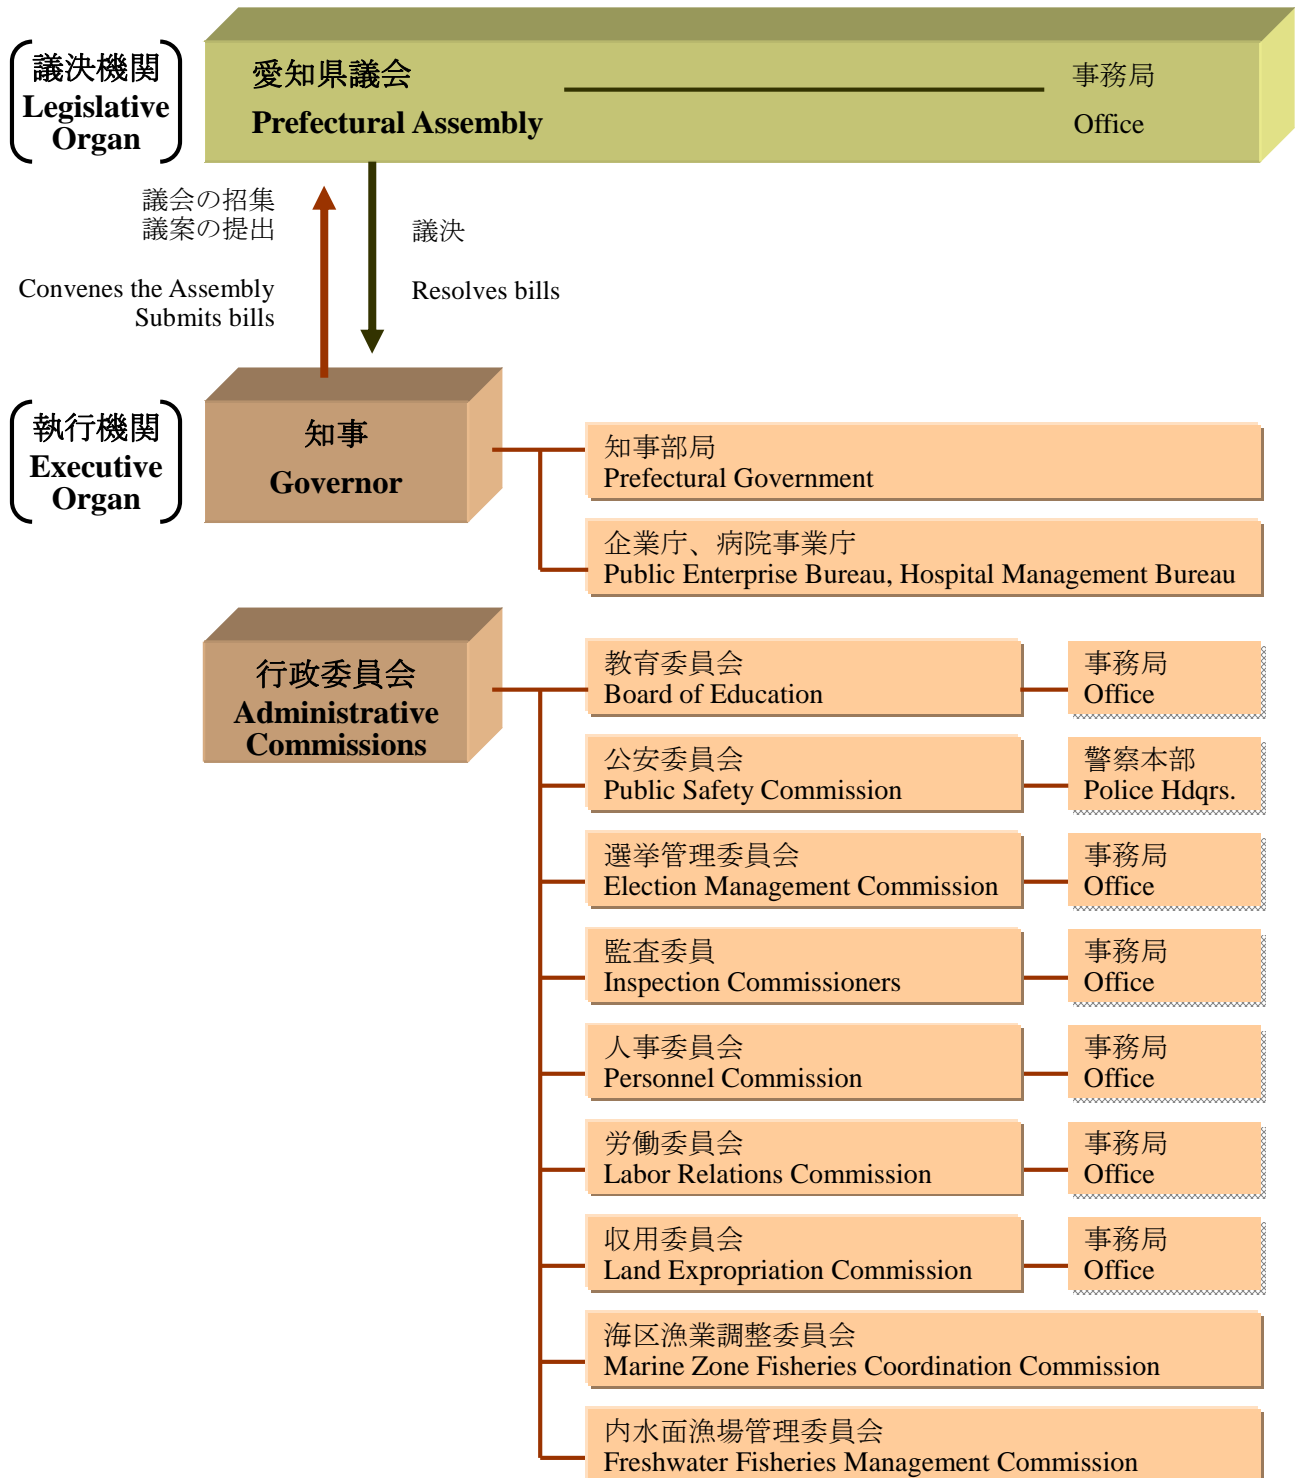 議決機関
Legislative
Organ
愛知県議会
Prefectural Assembly
事務局
Office
議会の招集
議案の提出
Convenes the Assembly
Submits bills
議決
Resolves bills
執行機関
Executive
Organ
知事
Governor
知事部局
Prefectural Government
企業庁、病院事業庁
Public Enterprise Bureau, Hospital Management Bureau
行政委員会
Administrative
Commissions
教育委員会
Board of Education
事務局
Office
公安委員会
Public Safety Commission
警察本部
Police Hdqrs.
選挙管理委員会
Election Management Commission
事務局
Office
監査委員
Inspection Commissioners
事務局
Office
人事委員会
Personnel Commission
事務局
Office
労働委員会
Labor Relations Commission
事務局
Office
収用委員会
Land Expropriation Commission
事務局
Office
海区漁業調整委員会
Marine Zone Fisheries Coordination Commission
内水面漁場管理委員会
Freshwater Fisheries Management Commission